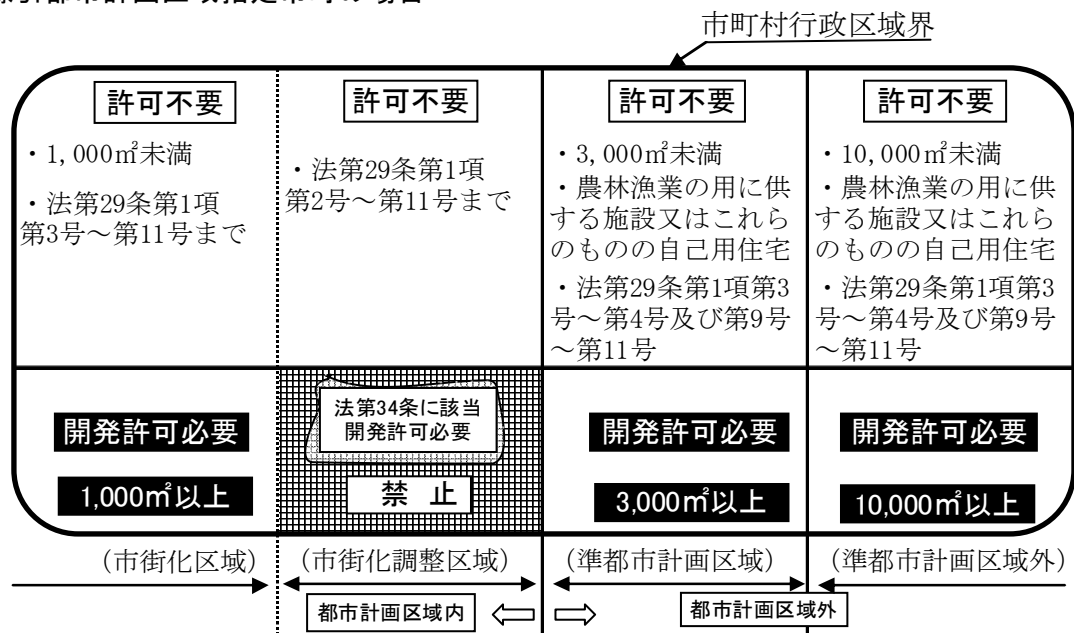 市町村行政区域界
許可不要
・1,000㎡未満
・法第29条第1項
第3号～第11号まで
許可不要
・法第29条第1項
第2号～第11号まで
許可不要
・3,000㎡未満
・農林漁業の用に供
する施設又はこれら
のものの自己用住宅
・法第29条第1項第3
号～第4号及び第9号
～第11号
許可不要
・10,000㎡未満
・農林漁業の用に供
する施設又はこれら
のものの自己用住宅
・法第29条第1項第3
号～第4号及び第9号
～第11号
開発許可必要
1,000㎡以上
法第34条に該当
開発許可必要
禁 止
開発許可必要
3,000㎡以上
開発許可必要
10,000㎡以上
(市街化区域)
(市街化調整区域)
(準都市計画区域)
(準都市計画区域外)
都市計画区域内
都市計画区域外